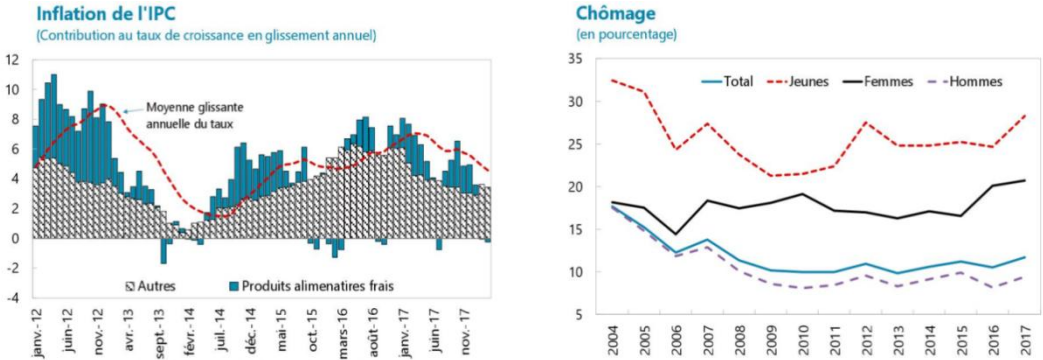 Inflation de l'IPC
(Contribution au taux de croissance en glissement annuel)
12
10
8
6
4
2
0
-2
-4
Moyenne glissante
annuelle du taux
Autres
Produits alimenatires frais
janv.-12
juin-12
nov.-12
avr.-13
sept.-13
févr.-14
juil.-14
déc.-14
mai-15
oct.-15
mars-16
août-16
janv.-17
juin-17
nov.-17
Chômage
(en pourcentage)
35
30
25
20
15
10
5
Total
Jeunes
Femmes
Hommes
2004
2005
2006
2007
2008
2009
2010
2011
2012
2013
2014
2015
2016
2017